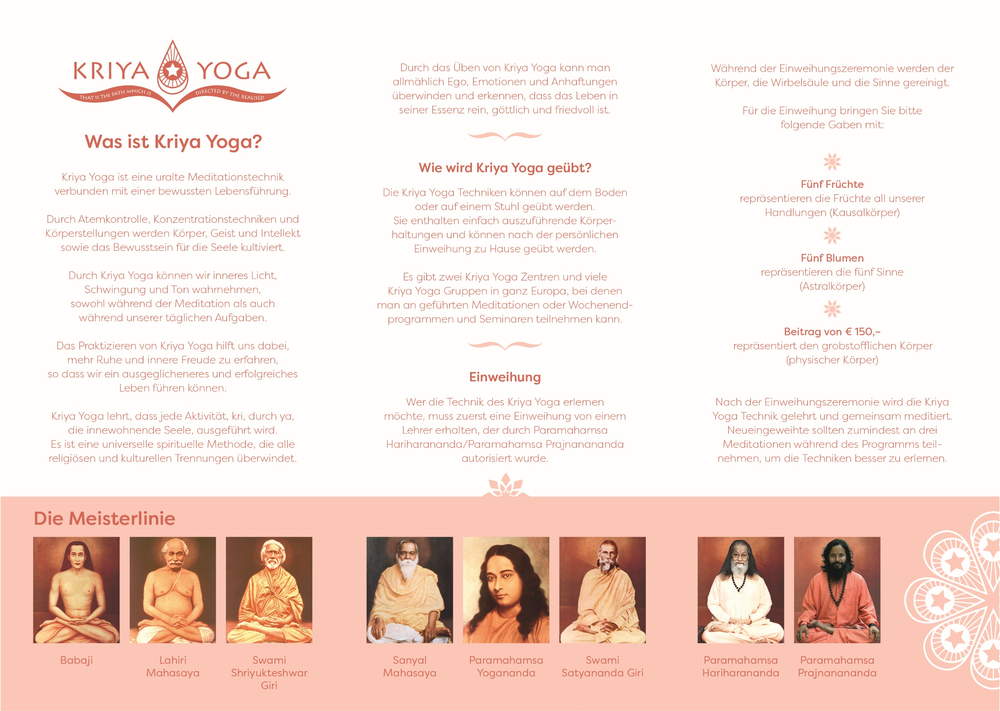 KRIYA YOGA
THAT IS THE PATH WHICH IS DIRECTED BY THE REALISED
Was ist Kriya Yoga?
Kriya Yoga ist eine uralte Meditationstechnik
verbunden mit einer bewussten Lebensführung.
Durch Atemkontrolle, Konzentrationstechniken und
Körperstellungen werden Körper, Geist und Intellekt
sowie das Bewusstsein für die Seele kultiviert.
Durch Kriya Yoga können wir inneres Licht,
Schwingung und Ton wahrnehmen,
sowohl während der Meditation als auch
während unserer täglichen Aufgaben.
Das Praktizieren von Kriya Yoga hilft uns dabei,
mehr Ruhe und innere Freude zu erfahren,
so dass wir ein ausgeglicheneres und erfolgreiches
Leben führen können.
Kriya Yoga lehrt, dass jede Aktivität, kri, durch ya,
die innewohnende Seele, ausgeführt wird.
Es ist eine universelle spirituelle Methode, die alle
religiösen und kulturellen Trennungen überwindet.
Durch das Üben von Kriya Yoga kann man
allmählich Ego, Emotionen und Anhaftungen
überwinden und erkennen, dass das Leben in
seiner Essenz rein, göttlich und friedvoll ist.
Wie wird Kriya Yoga geübt?
Die Kriya Yoga Techniken können auf dem Boden
oder auf einem Stuhl geübt werden.
Sie enthalten einfach auszuführende Körper-
haltungen und können nach der persönlichen
Einweihung zu Hause geübt werden.
Es gibt zwei Kriya Yoga Zentren und viele
Kriya Yoga Gruppen in ganz Europa, bei denen
man an geführten Meditationen oder Wochenend-
programmen und Seminaren teilnehmen kann.
Einweihung
Wer die Technik des Kriya Yoga erlernen
möchte, muss zuerst eine Einweihung von einem
Lehrer erhalten, der durch Paramahamsa
Hariharananda/Paramahamsa Prajnanananda
autorisiert wurde.
Während der Einweihungszeremonie werden der
Körper, die Wirbelsäule und die Sinne gereinigt.
Für die Einweihung bringen Sie bitte
folgende Gaben mit:
Fünf Früchte
repräsentieren die Früchte all unserer
Handlungen (Kausalkörper)
Fünf Blumen
repräsentieren die fünf Sinne
(Astralkörper)
Beitrag von € 150,–
repräsentiert den grobstofflichen Körper
(physischer Körper)
Nach der Einweihungszeremonie wird die Kriya
Yoga Technik gelehrt und gemeinsam meditiert.
Neueingeweihte sollten zumindest an drei
Meditationen während des Programms teil-
nehmen, um die Techniken besser zu erlernen.
Die Meisterlinie
Babaji
Lahiri
Mahasaya
Swami
Shriyukteshwar
Giri
Sanyal
Mahasaya
Paramahamsa
Yogananda
Swami
Satyananda Giri
Paramahamsa
Hariharananda
Paramahamsa
Prajnanananda